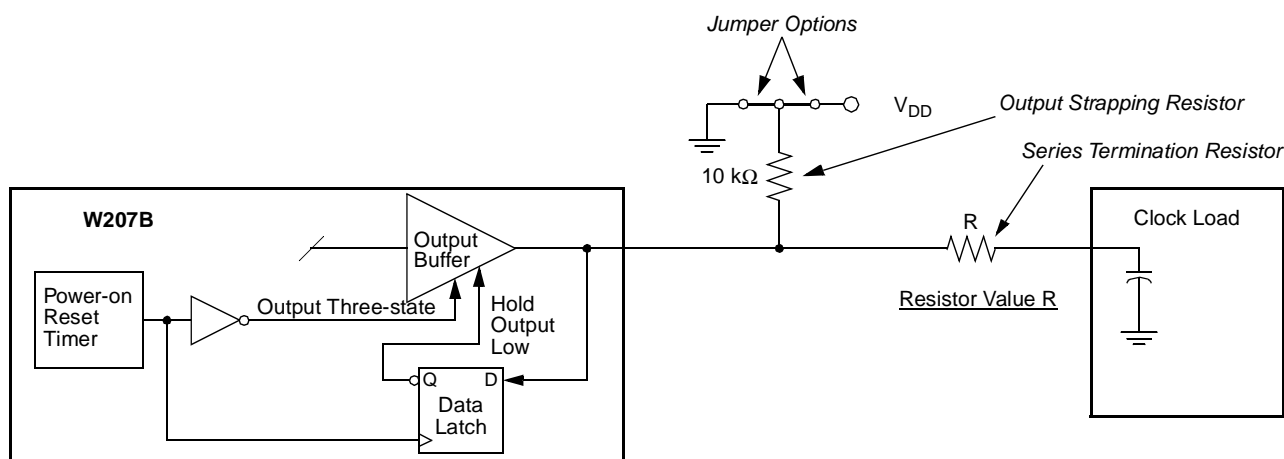 Jumper Options
V_DD
Output Strapping Resistor
Series Termination Resistor
10 kΩ
W207B
Output
Buffer
R
Clock Load
Power-on
Reset
Timer
Output Three-state
Hold
Output
Low
Resistor Value R
Q D
Data
Latch